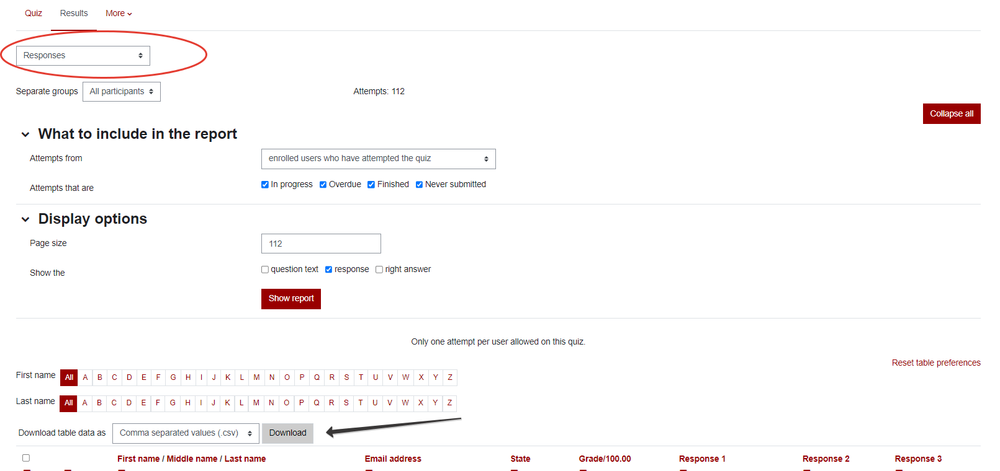 Quiz Results More
Responses
Separate groups All participants Attempts: 112
Collapse all
What to include in the report
Attempts from enrolled users who have attempted the quiz
Attempts that are In progress Overdue Finished Never submitted
Display options
Page size 112
Show the question text response right answer
Show report
Only one attempt per user allowed on this quiz.
Reset table preferences
First name All A B C D E F G H I J K L M N O P Q R S T U V W X Y Z
Last name All A B C D E F G H I J K L M N O P Q R S T U V W X Y Z
Download table data as Comma separated values (.csv) Download
First name / Middle name / Last name Email address State Grade/100.00 Response 1 Response 2 Response 3